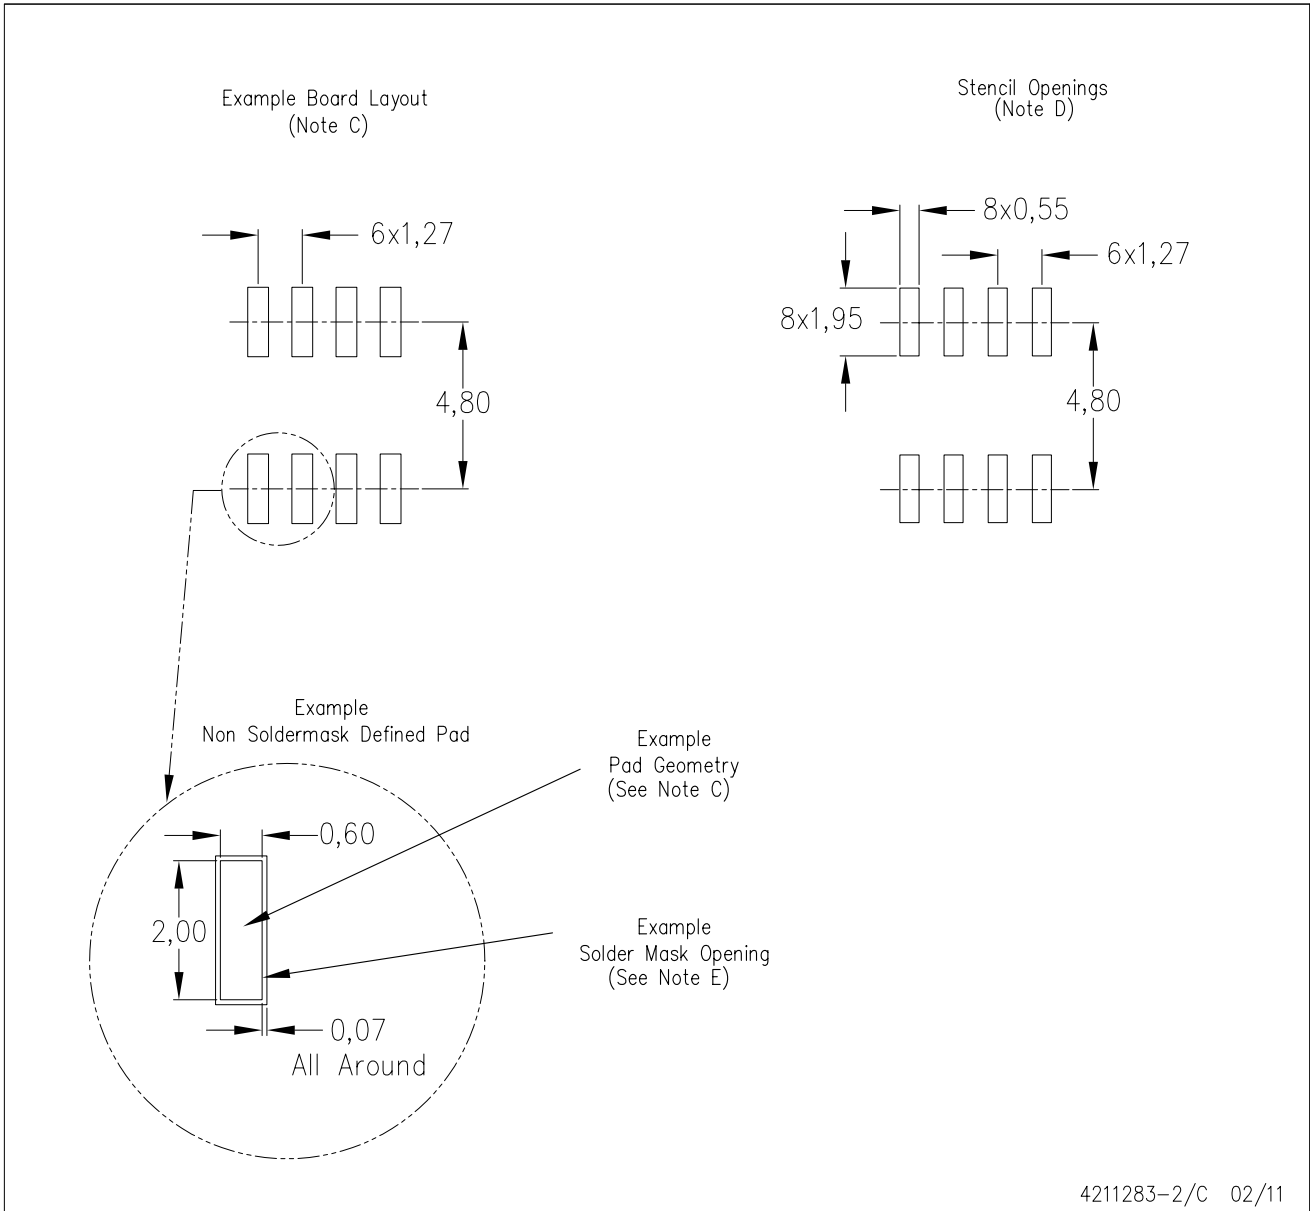 Example Board Layout
(Note C)
6x1,27
4,80
Stencil Openings
(Note D)
8x0,55
6x1,27
8x1,95
4,80
Example
Non Soldermask Defined Pad
0,60
2,00
0,07
All Around
Example
Pad Geometry
(See Note C)
Example
Solder Mask Opening
(See Note E)
4211283-2/C 02/11